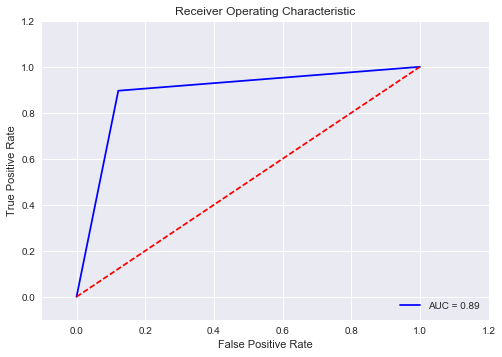 Receiver Operating Characteristic
True Positive Rate
1.2
1.0
0.8
0.6
0.4
0.2
0.0
AUC = 0.89
0.0 0.2 0.4 0.6 0.8 1.0 1.2
False Positive Rate